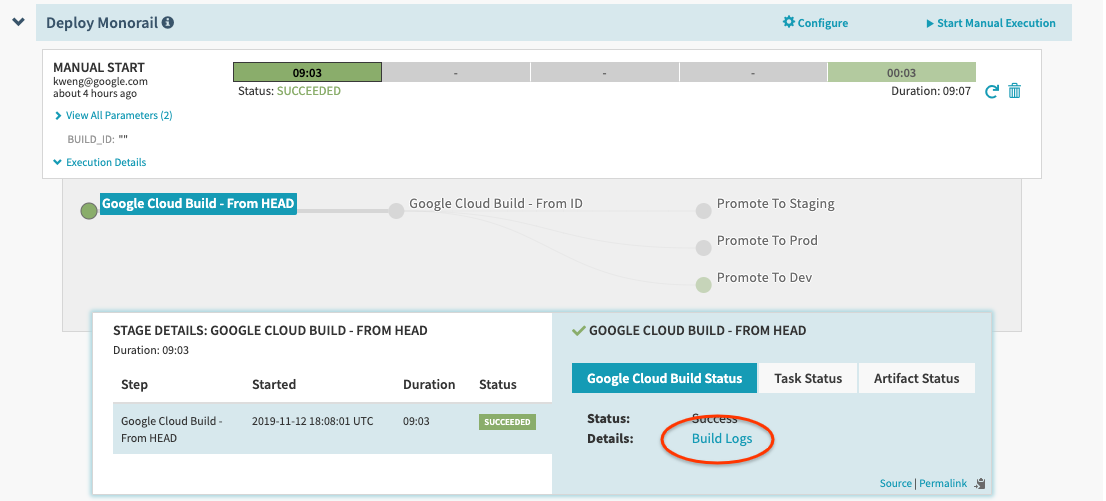 Deploy Monorail
Configure
Start Manual Execution
MANUAL START
kweng@google.com
about 4 hours ago
09:03 - - - 00:03
Status: SUCCEEDED
Duration: 09:07
View All Parameters (2)
BUILD_ID: ""
Execution Details
Google Cloud Build - From HEAD
Google Cloud Build - From ID
Promote To Staging
Promote To Prod
Promote To Dev
STAGE DETAILS: GOOGLE CLOUD BUILD - FROM HEAD
Duration: 09:03
Step Started Duration Status
Google Cloud Build - 2019-11-12 18:08:01 UTC 09:03 SUCCEEDED
From HEAD
GOOGLE CLOUD BUILD - FROM HEAD
Google Cloud Build Status Task Status Artifact Status
Status: Success
Details: Build Logs
Source | Permalink